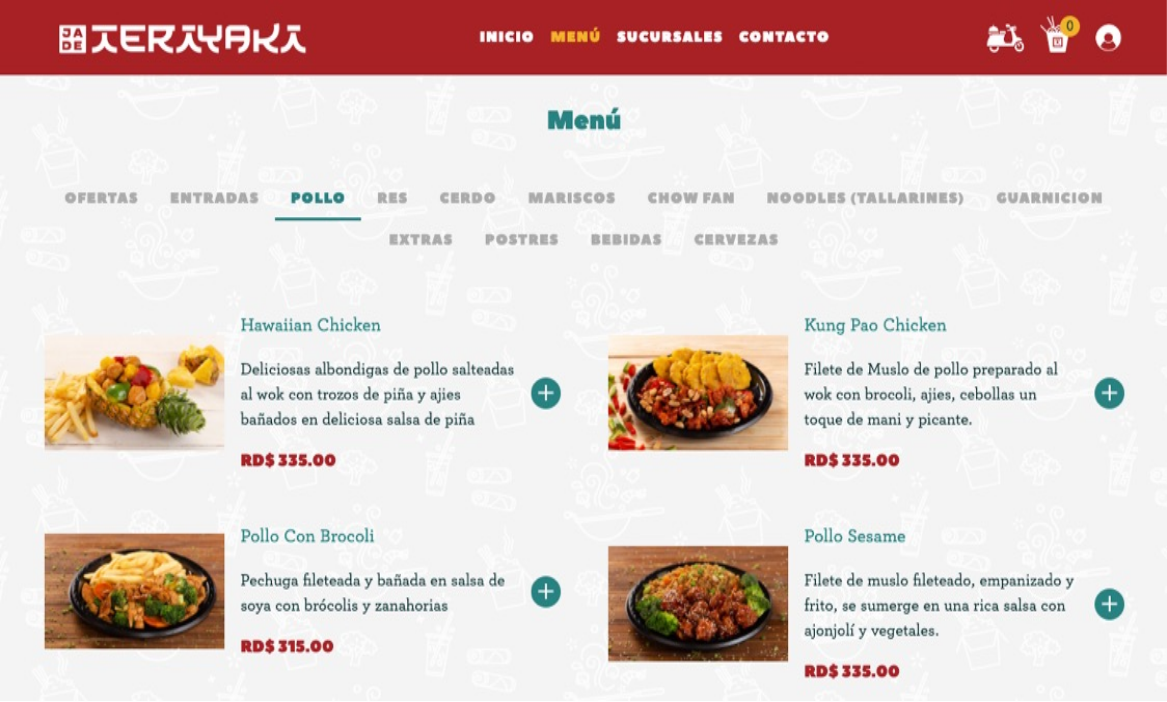 JA
DE TERIYAKI
INICIO MENÚ SUCURSALES CONTACTO
0
Menú
OFERTAS ENTRADAS POLLO RES CERDO MARISCOS CHOW FAN NOODLES (TALLARINES) GUARNICION
EXTRAS POSTRES BEBIDAS CERVEZAS
Hawaiian Chicken
Deliciosas albondigas de pollo salteadas
al wok con trozos de piña y ajies
bañados en deliciosa salsa de piña
RD$ 335.00
Kung Pao Chicken
Filete de Muslo de pollo preparado al
wok con brocoli, ajies, cebollas un
toque de mani y picante.
RD$ 335.00
Pollo Con Brocoli
Pechuga fileteada y bañada en salsa de
soya con brócolis y zanahorias
RD$ 315.00
Pollo Sesame
Filete de muslo fileteado, empanizado y
frito, se sumerge en una rica salsa con
ajonjolí y vegetales.
RD$ 335.00